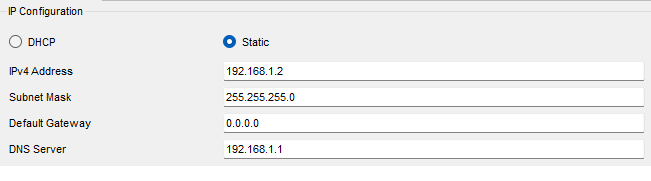 IP Configuration
DHCP Static
IPv4 Address 192.168.1.2
Subnet Mask 255.255.255.0
Default Gateway 0.0.0.0
DNS Server 192.168.1.1